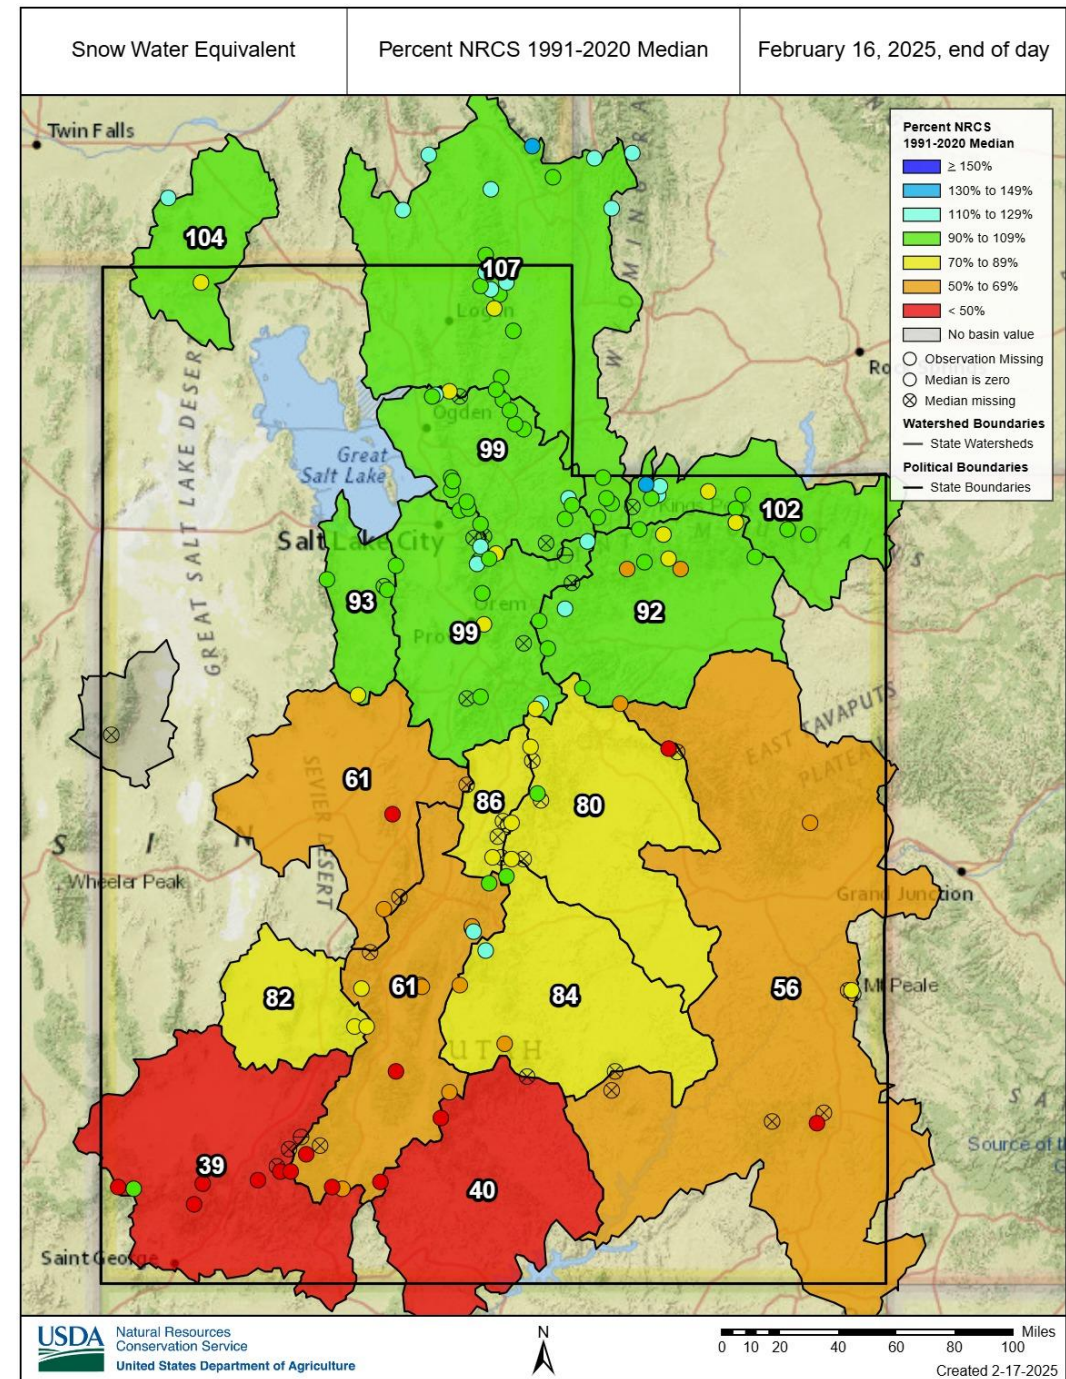 Snow Water Equivalent
Percent NRCS 1991-2020 Median
February 16, 2025, end of day
Percent NRCS
1991-2020 Median
≥ 150%
130% to 149%
110% to 129%
90% to 109%
70% to 89%
50% to 69%
< 50%
No basin value
Observation Missing
Median is zero
Median missing
Watershed Boundaries
State Watersheds
Political Boundaries
State Boundaries
Twin Falls
104
107
WYOMING
Logan
GREAT SALT LAKE DESERT
Ogden
99
Great
Salt Lake
102
Salt Lake City
93
Orem
99
92
EAST TAVAPUTS
PLATEAU
61
SEVIER DESERT
86
80
Wheeler Peak
Grand Junction
82
61
84
56
Mt Peale
UTAH
39
40
Source of
Saint George
USDA
Natural Resources
Conservation Service
United States Department of Agriculture
N
Miles
0 10 20 40 60 80 100
Created 2-17-2025